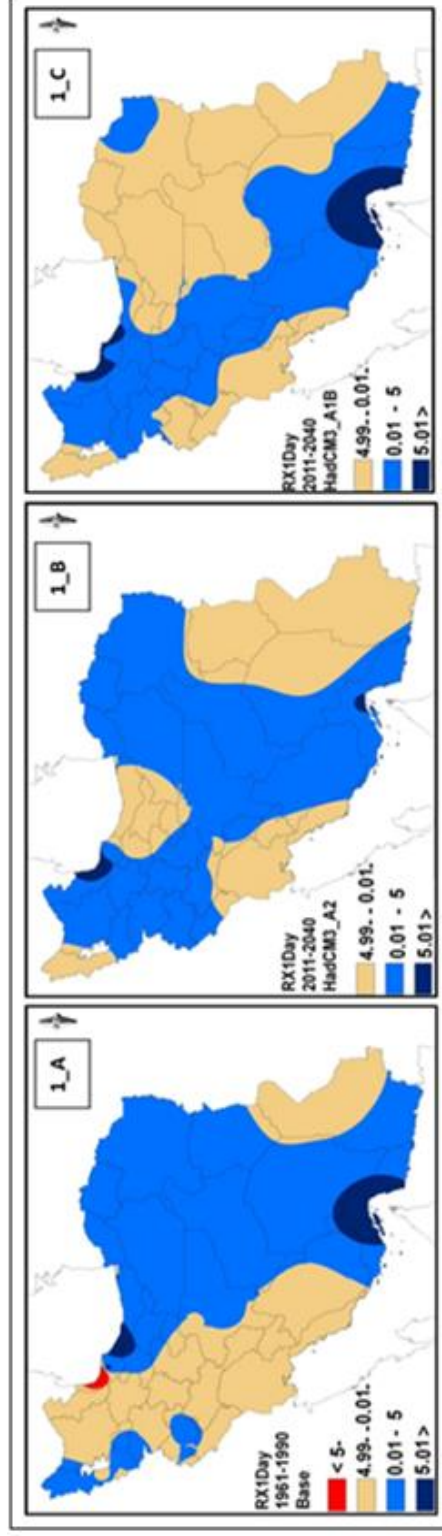 1_A
RX1Day
1961-1990
Base
< 5-
4.99- - 0.01-
0.01 - 5
5.01>
1_B
RX1Day
2011-2040
HadCM3_A2
4.99- - 0.01-
0.01 - 5
5.01>
1_C
RX1Day
2011-2040
HadCM3_A1B
4.99- - 0.01-
0.01 - 5
5.01>